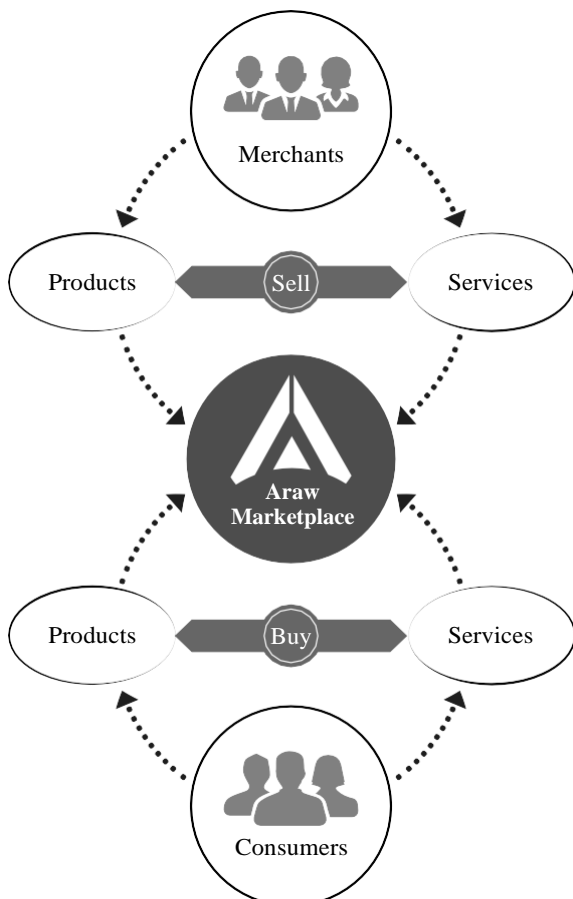 Merchants
Products
Sell
Services
Araw
Marketplace
Products
Buy
Services
Consumers